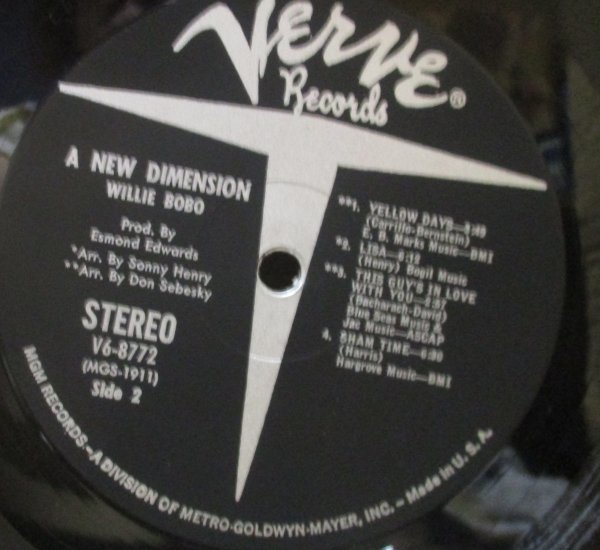 Verve
Records®
A NEW DIMENSION
WILLIE BOBO
Prod. By
Esmond Edwards
*Arr. By Sonny Henry
**Arr. By Don Sebesky
STEREO
V6-8772
(MGS-1911)
Side 2
**1. YELLOW DAYS—
(Carrillo-Bernstein)
E. B. Marks Music—BMI
*2. LISA—
(Henry) Bopil Music
**3. THIS GUY'S IN LOVE
WITH YOU—
(Bacharach-David)
Blue Seas Music &
Jac Music—ASCAP
4. SHAM TIME—
(Harris)
Hargrove Music—BMI
MGM RECORDS—A DIVISION OF METRO-GOLDWYN-MAYER, INC. – Made in U. S. A.